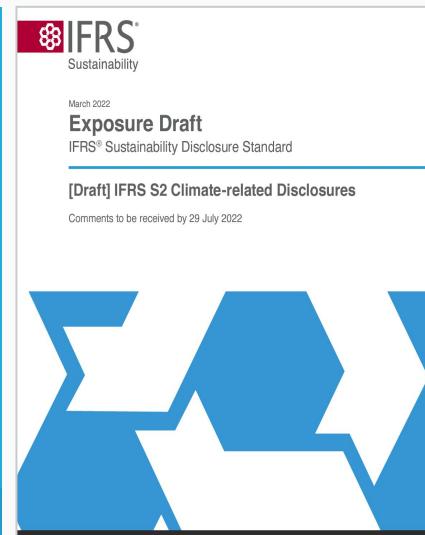 IFRS®
Sustainability
March 2022
Exposure Draft
IFRS® Sustainability Disclosure Standard
[Draft] IFRS S2 Climate-related Disclosures
Comments to be received by 29 July 2022